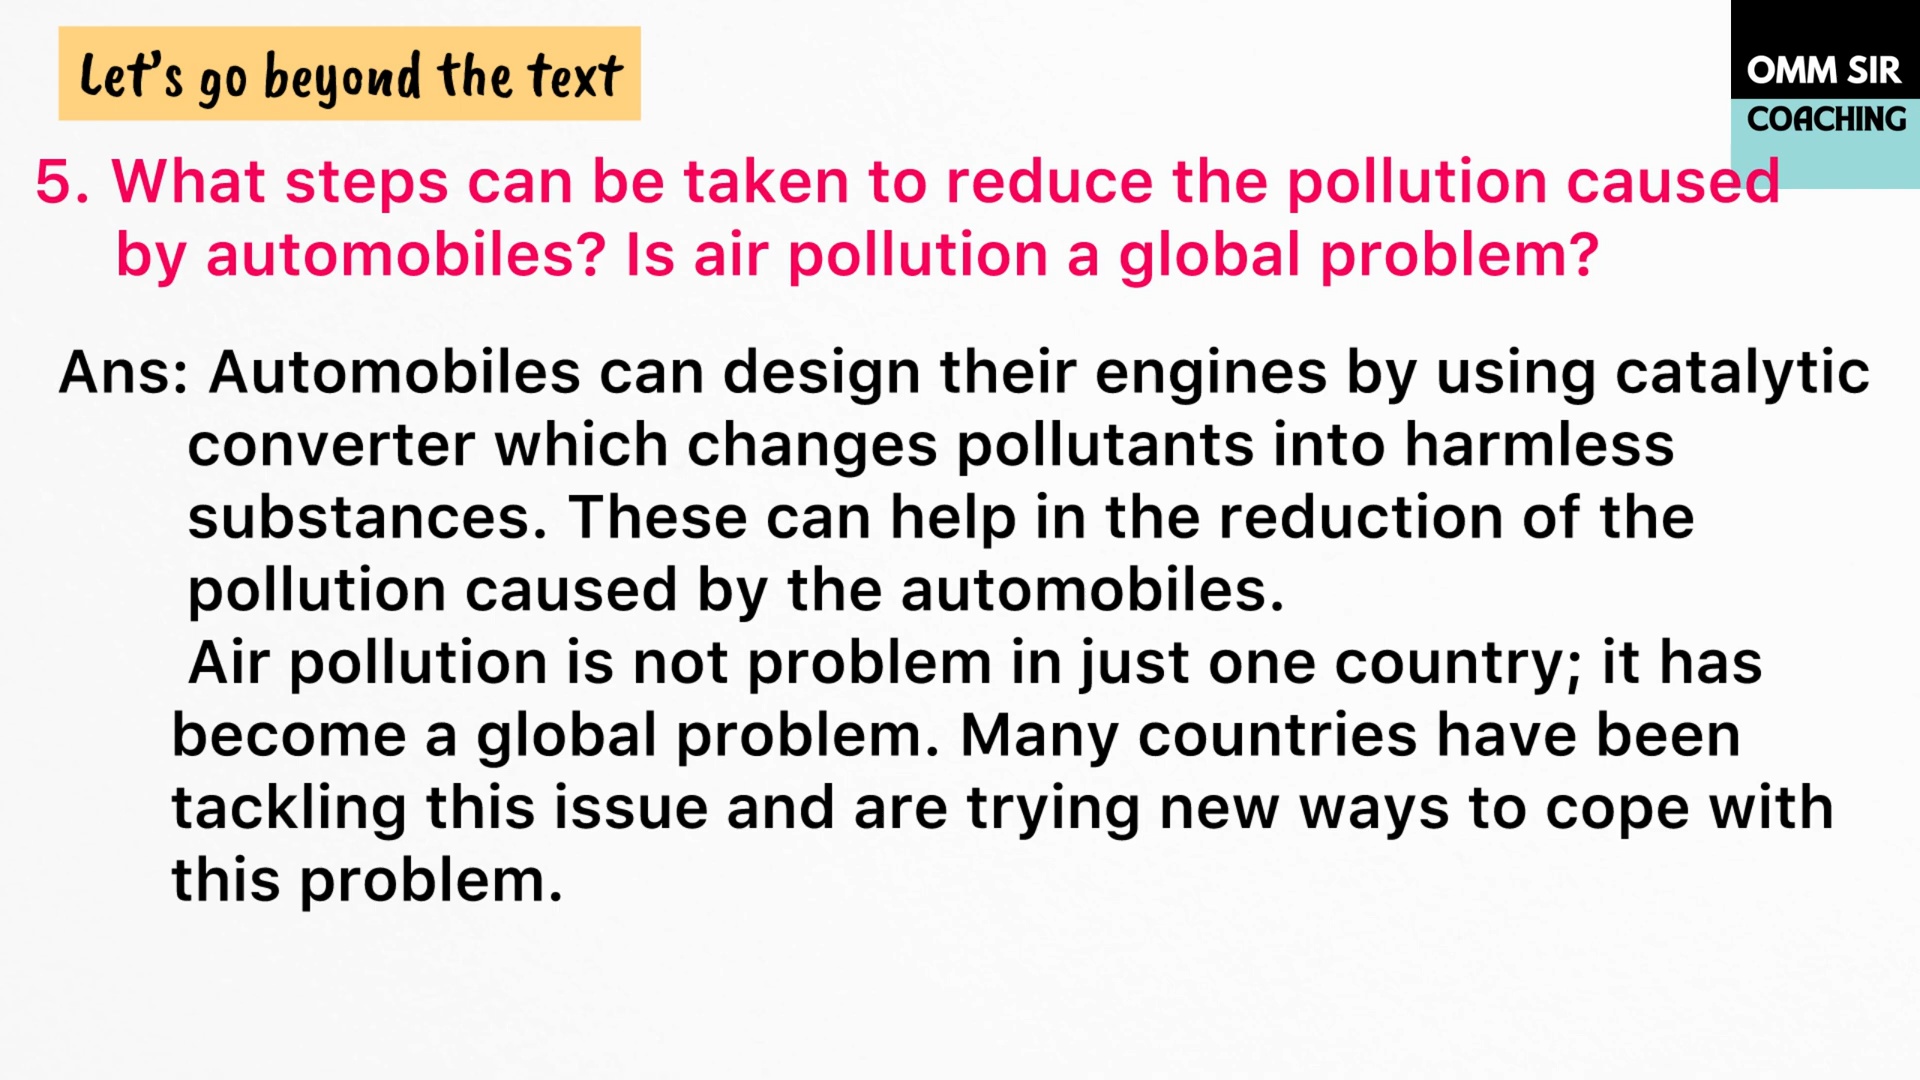 Let's go beyond the text
OMM SIR
COACHING
5. What steps can be taken to reduce the pollution caused
by automobiles? Is air pollution a global problem?
Ans: Automobiles can design their engines by using catalytic
converter which changes pollutants into harmless
substances. These can help in the reduction of the
pollution caused by the automobiles.
Air pollution is not problem in just one country; it has
become a global problem. Many countries have been
tackling this issue and are trying new ways to cope with
this problem.